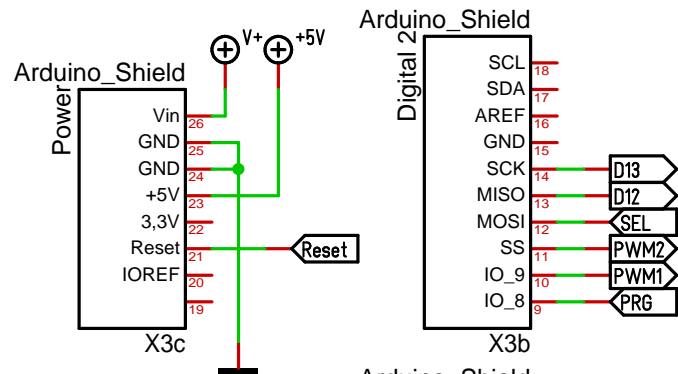 V+ +5V
Arduino_Shield
Power
Vin 26
GND 25
GND 24
+5V 23
3,3V 22
Reset 21 Reset
IOREF 20
19
X3c
Arduino_Shield
Digital 2
SCL 18
SDA 17
AREF 16
GND 15
SCK 14 D13
MISO 13 D12
MOSI 12 SEL
SS 11 PWM2
IO_9 10 PWM1
IO_8 9 PRG
X3b
Arduino_Shield